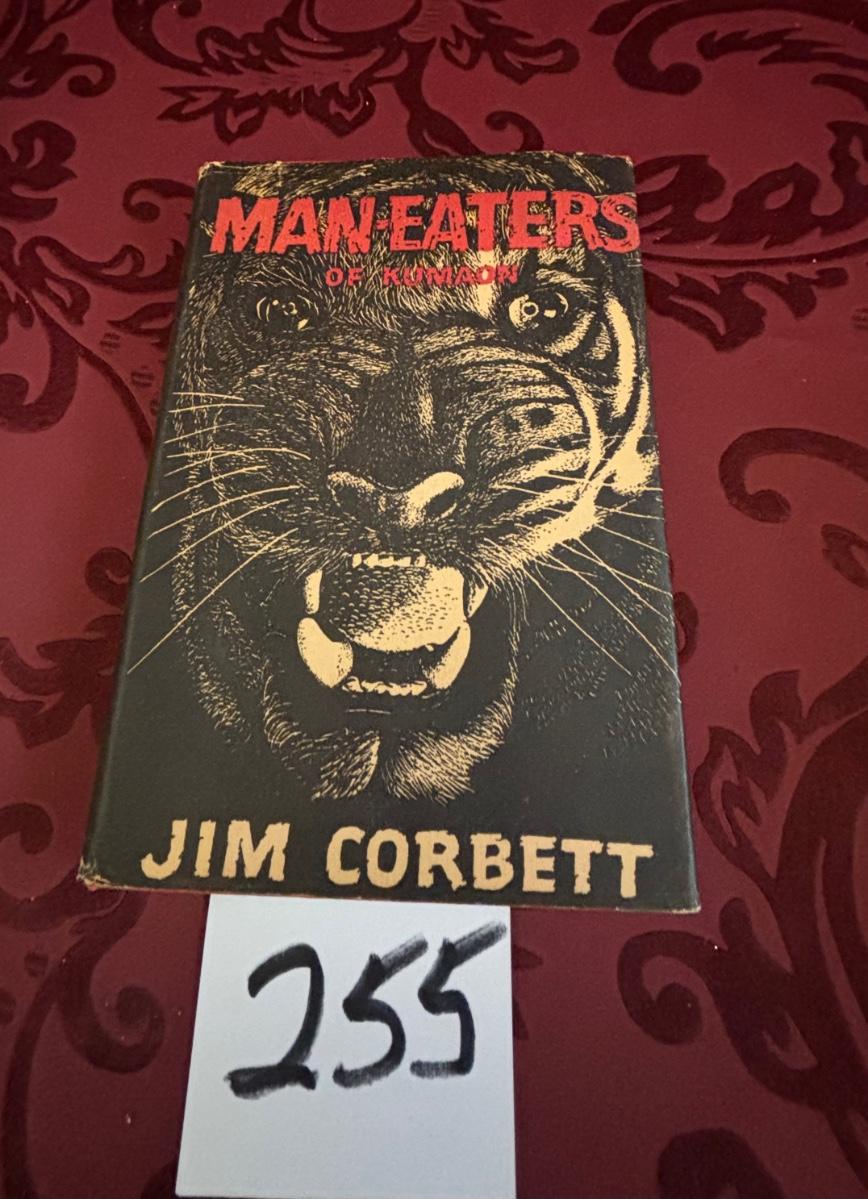 MAN-EATERS
OF KUMAON
JIM CORBETT
255